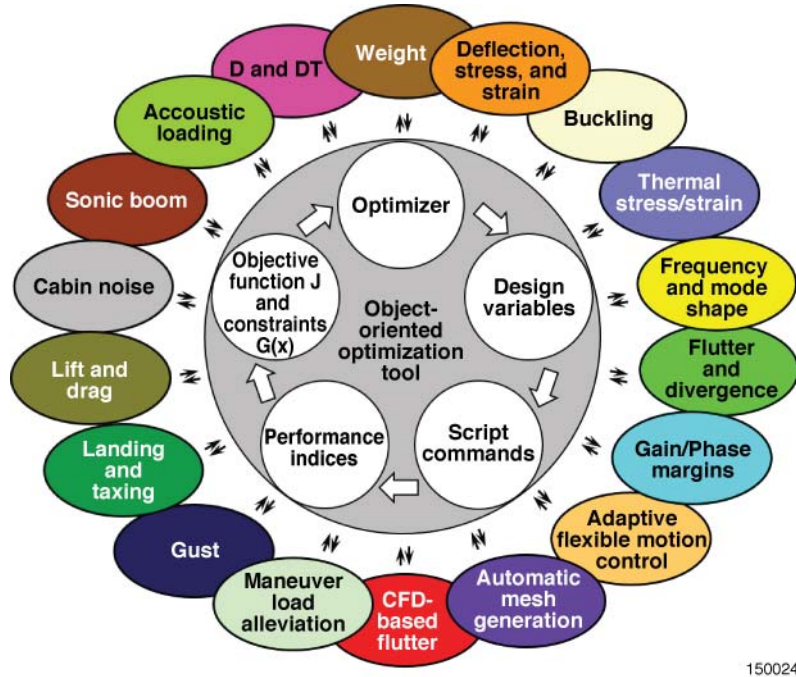 Weight
Deflection,
stress, and
strain
Buckling
Thermal
stress/strain
Frequency
and mode
shape
Flutter
and
divergence
Gain/Phase
margins
Adaptive
flexible motion
control
Automatic
mesh
generation
CFD-
based
flutter
Maneuver
load
alleviation
Gust
Landing
and
taxing
Lift and
drag
Cabin noise
Sonic boom
Accoustic
loading
D and DT
Optimizer
Design
variables
Script
commands
Performance
indices
Objective
function J
and
constraints
G(x)
Object-
oriented
optimization
tool
150024